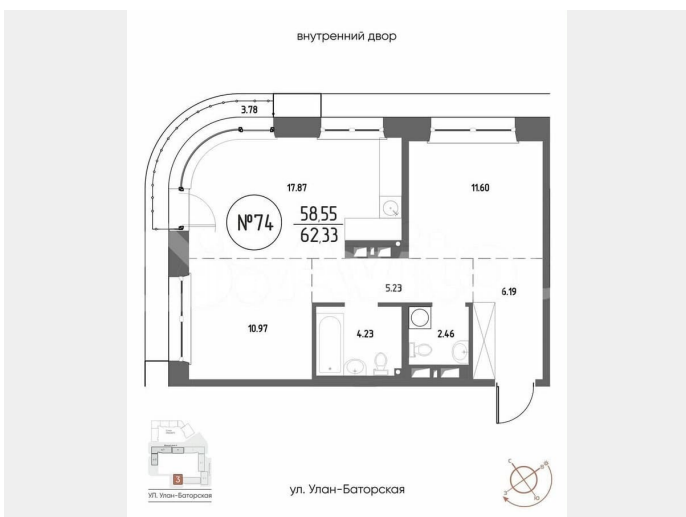 внутренний двор
3.78
17.87
11.60
№74
58,55
62,33
5.23
6.19
10.97
4.23
2.46
3
УЛ. Улан-Баторская
ул. Улан-Баторская
С
В
З
Ю